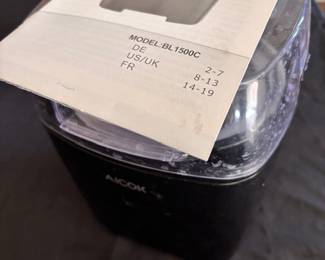 MODEL:BL1500C
DE 2-7
US/UK 8-13
FR 14-19
AICOK